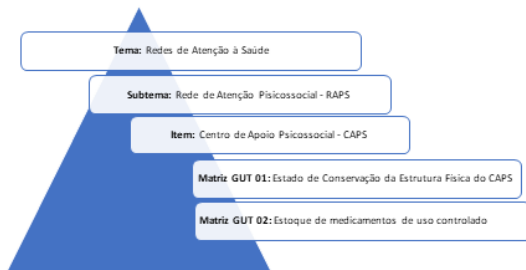 Tema: Redes de Atenção à Saúde
Subtema: Rede de Atenção Pisicossocial - RAPS
Item: Centro de Apoio Psicossocial - CAPS
Matriz GUT 01: Estado de Conservação da Estrutura Física do CAPS
Matriz GUT 02: Estoque de medicamentos de uso controlado